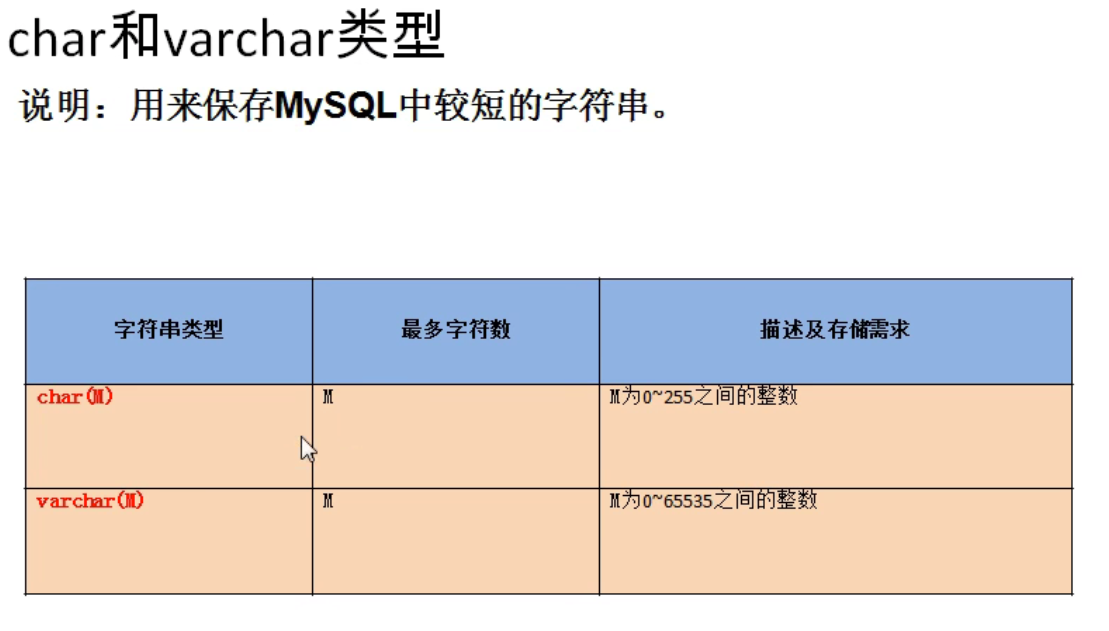 char和varchar类型
说明：用来保存MySQL中较短的字符串。
字符串类型 最多字符数 描述及存储需求
char(M) M M为0~255之间的整数
varchar(M) M M为0~65535之间的整数